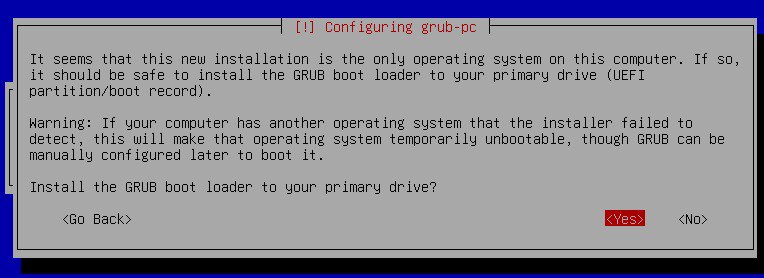 [!] Configuring grub-pc
It seems that this new installation is the only operating system on this computer. If so,
it should be safe to install the GRUB boot loader to your primary drive (UEFI
partition/boot record).
Warning: If your computer has another operating system that the installer failed to
detect, this will make that operating system temporarily unbootable, though GRUB can be
manually configured later to boot it.
Install the GRUB boot loader to your primary drive?
<Go Back> <Yes> <No>